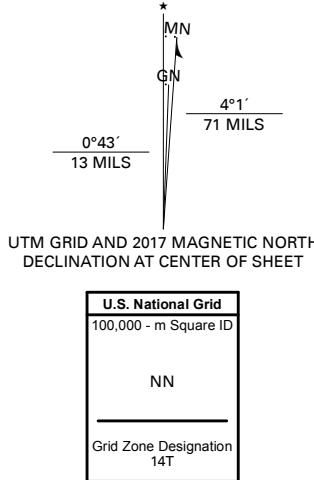 MN
GN
4°1´
71 MILS
0°43´
13 MILS
UTM GRID AND 2017 MAGNETIC NORTH
DECLINATION AT CENTER OF SHEET
U.S. National Grid
100,000 - m Square ID
NN
Grid Zone Designation
14T